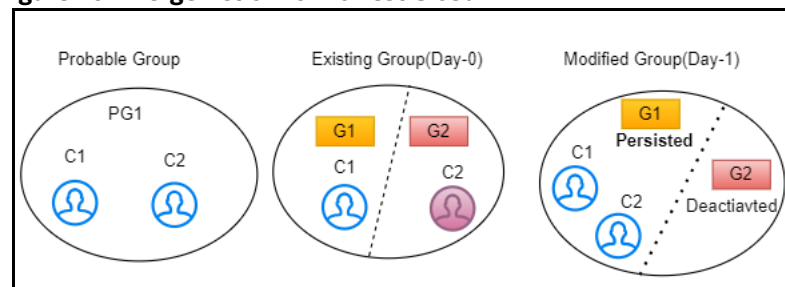 Probable Group
PG1
C1
C2
Existing Group(Day-0)
G1
G2
C1
C2
Modified Group(Day-1)
G1
Persisted
C1
C2
G2
Deactiavted